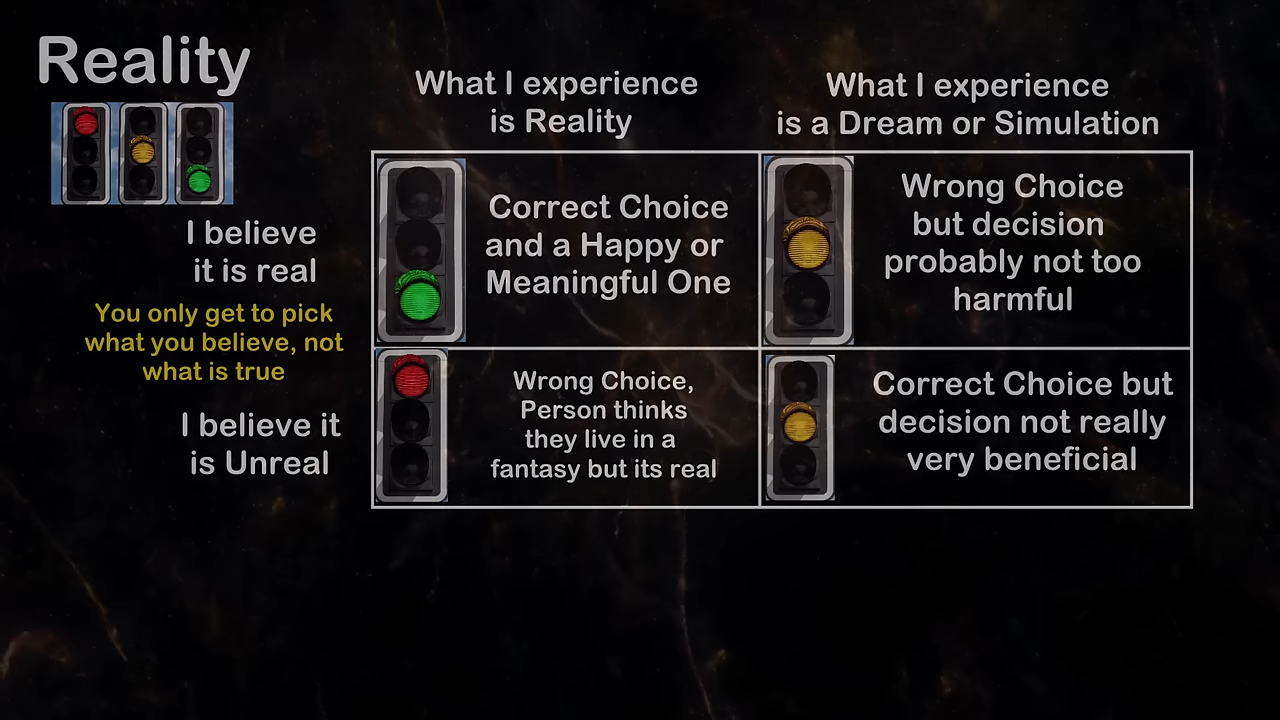 Reality
What I experience
is Reality
What I experience
is a Dream or Simulation
I believe
it is real
Correct Choice
and a Happy or
Meaningful One
Wrong Choice
but decision
probably not too
harmful
You only get to pick
what you believe, not
what is true
I believe it
is Unreal
Wrong Choice,
Person thinks
they live in a
fantasy but its real
Correct Choice but
decision not really
very beneficial